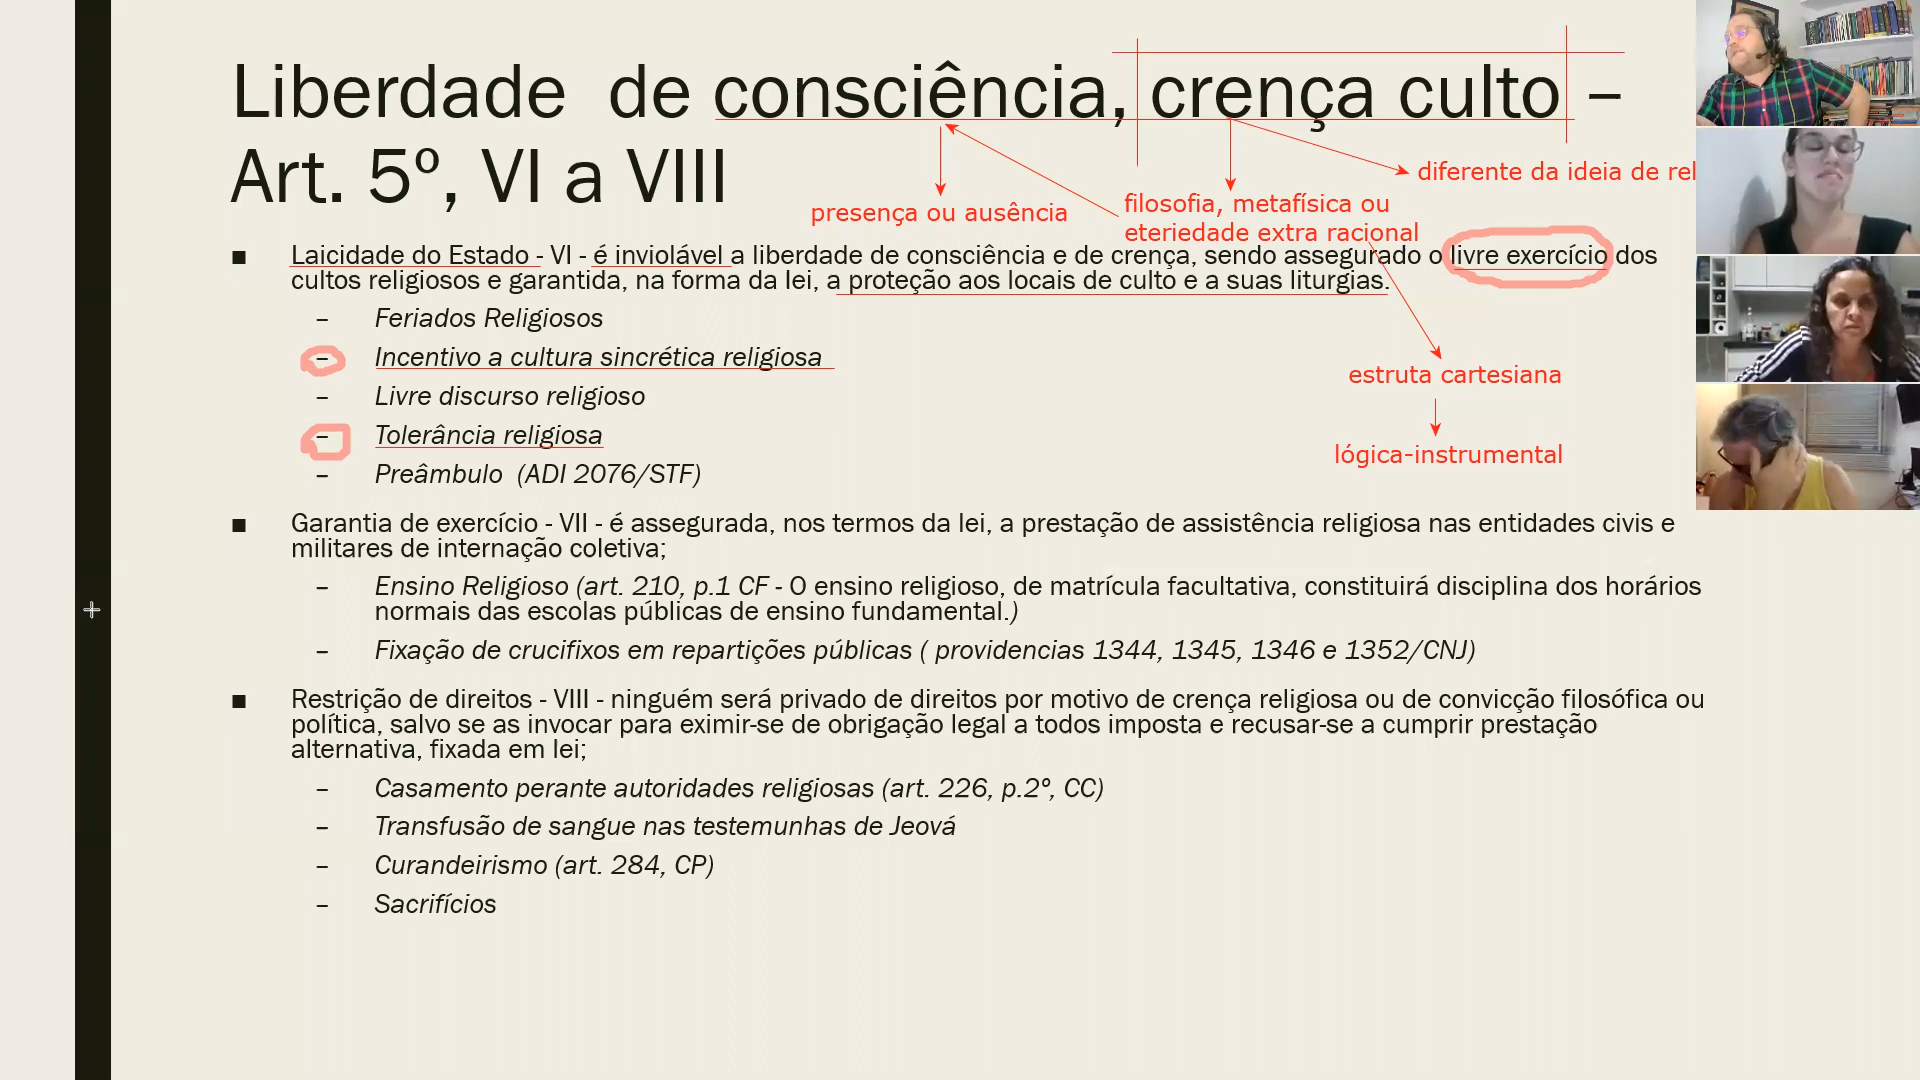 Liberdade de consciência, crença culto –
Art. 5º, VI a VIII
diferente da ideia de rel
presença ou ausência
filosofia, metafísica ou
eteriedade extra racional
■ Laicidade do Estado - VI - é inviolável a liberdade de consciência e de crença, sendo assegurado o livre exercício dos
cultos religiosos e garantida, na forma da lei, a proteção aos locais de culto e a suas liturgias.
– Feriados Religiosos
– Incentivo a cultura sincrética religiosa
– Livre discurso religioso
– Tolerância religiosa
– Preâmbulo (ADI 2076/STF)
estruta cartesiana
lógica-instrumental
■ Garantia de exercício - VII - é assegurada, nos termos da lei, a prestação de assistência religiosa nas entidades civis e
militares de internação coletiva;
– Ensino Religioso (art. 210, p.1 CF - O ensino religioso, de matrícula facultativa, constituirá disciplina dos horários
normais das escolas públicas de ensino fundamental.)
– Fixação de crucifixos em repartições públicas ( providencias 1344, 1345, 1346 e 1352/CNJ)
■ Restrição de direitos - VIII - ninguém será privado de direitos por motivo de crença religiosa ou de convicção filosófica ou
política, salvo se as invocar para eximir-se de obrigação legal a todos imposta e recusar-se a cumprir prestação
alternativa, fixada em lei;
– Casamento perante autoridades religiosas (art. 226, p.2º, CC)
– Transfusão de sangue nas testemunhas de Jeová
– Curandeirismo (art. 284, CP)
– Sacrifícios